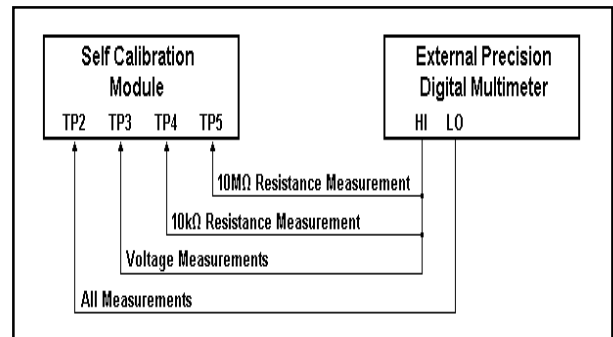 Self Calibration
Module
TP2 TP3 TP4 TP5
External Precision
Digital Multimeter
HI LO
10MΩ Resistance Measurement
10kΩ Resistance Measurement
Voltage Measurements
All Measurements